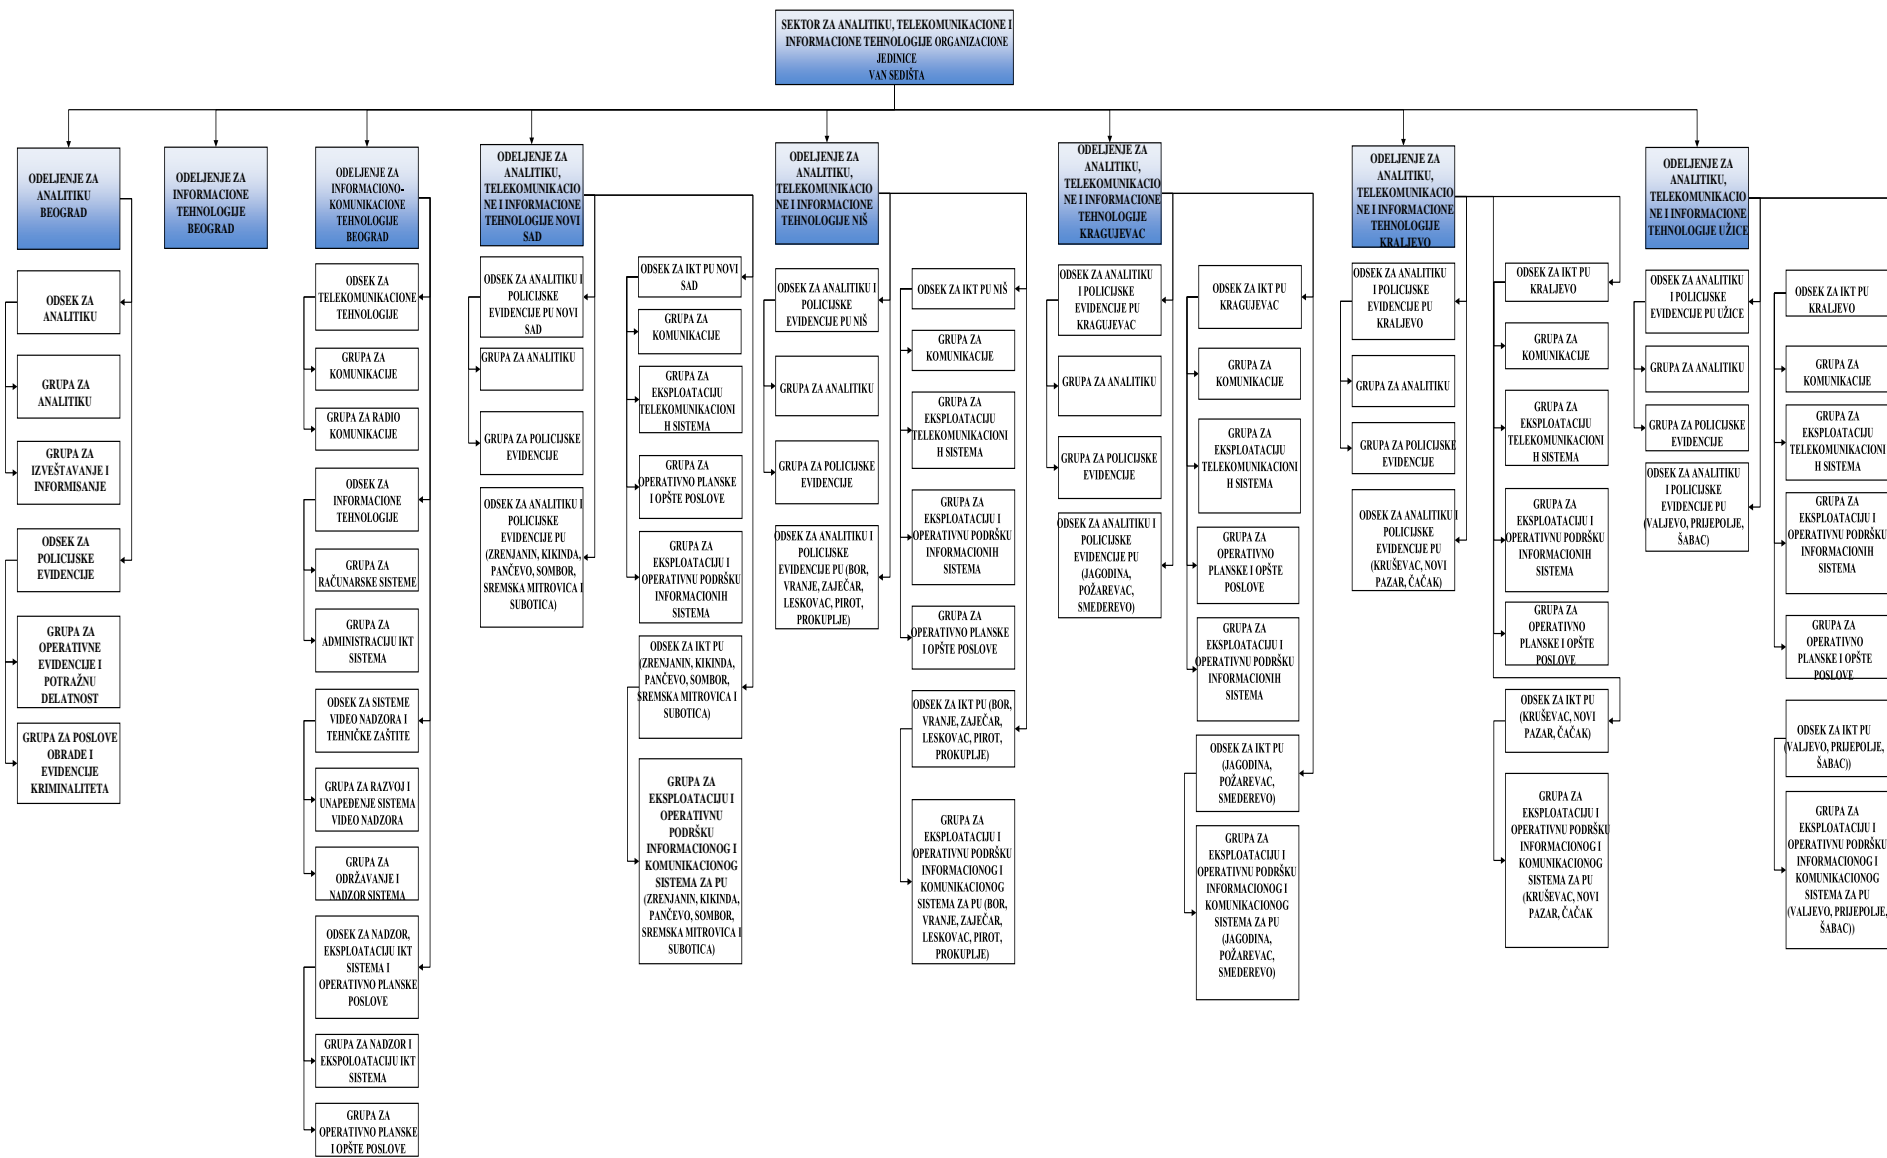 SEKTOR ZA ANALITIKU, TELEKOMUNIKACIONE I
INFORMACIONE TEHNOLOGIJE ORGANIZACIONE
JEDINICE
VAN SEDIŠTA
ODELJENJE ZA
ANALITIKU
BEOGRAD
ODSEK ZA
ANALITIKU
GRUPA ZA
ANALITIKU
GRUPA ZA
IZVEŠTAVANJE I
INFORMISANJE
ODSEK ZA
POLICIJSKE
EVIDENCIJE
GRUPA ZA
OPERATIVNE
EVIDENCIJE I
POTRAŽNU
DELATNOST
GRUPA ZA POSLOVE
OBRADE I
EVIDENCIJE
KRIMINALITETA
ODELJENJE ZA
INFORMACIONE
TEHNOLOGIJE
BEOGRAD
ODELJENJE ZA
INFORMACIONO-
KOMUNIKACIONE
TEHNOLOGIJE
BEOGRAD
ODSEK ZA
TELEKOMUNIKACIONE
TEHNOLOGIJE
GRUPA ZA
KOMUNIKACIJE
GRUPA ZA RADIO
KOMUNIKACIJE
ODSEK ZA
INFORMACIONE
TEHNOLOGIJE
GRUPA ZA
RAČUNARSKE SISTEME
GRUPA ZA
ADMINISTRACIJU IKT
SISTEMA
ODSEK ZA SISTEME
VIDEO NADZORA I
TEHNIČKE ZAŠTITE
GRUPA ZA RAZVOJ I
UNAPEĐENJE SISTEMA
VIDEO NADZORA
GRUPA ZA
ODRŽAVANJE I
NADZOR SISTEMA
ODSEK ZA NADZOR,
EKSPLOATACIJU IKT
SISTEMA I
OPERATIVNO PLANSKE
POSLOVE
GRUPA ZA NADZOR I
EKSPOLOATACIJU IKT
SISTEMA
GRUPA ZA
OPERATIVNO PLANSKE
I OPŠTE POSLOVE
ODELJENJE ZA
ANALITIKU,
TELEKOMUNIKACIO
NE I INFORMACIONE
TEHNOLOGIJE NOVI
SAD
ODSEK ZA ANALITIKU I
POLICIJSKE
EVIDENCIJE PU NOVI
SAD
GRUPA ZA ANALITIKU
GRUPA ZA POLICIJSKE
EVIDENCIJE
ODSEK ZA ANALITIKU I
POLICIJSKE
EVIDENCIJE PU
(ZRENJANIN, KIKINDA,
PANČEVO, SOMBOR,
SREMSKA MITROVICA I
SUBOTICA)
ODSEK ZA IKT PU NOVI
SAD
GRUPA ZA
KOMUNIKACIJE
GRUPA ZA
EKSPLOATACIJU
TELEKOMUNIKACIONI
H SISTEMA
GRUPA ZA
OPERATIVNO PLANSKE
I OPŠTE POSLOVE
GRUPA ZA
EKSPLOATACIJU I
OPERATIVNU PODRŠKU
INFORMACIONIH
SISTEMA
ODSEK ZA IKT PU
(ZRENJANIN, KIKINDA,
PANČEVO, SOMBOR,
SREMSKA MITROVICA I
SUBOTICA)
GRUPA ZA
EKSPLOATACIJU I
OPERATIVNU
PODRŠKU
INFORMACIONOG I
KOMUNIKACIONOG
SISTEMA ZA PU
(ZRENJANIN, KIKINDA,
PANČEVO, SOMBOR,
SREMSKA MITROVICA I
SUBOTICA)
ODELJENJE ZA
ANALITIKU,
TELEKOMUNIKACIO
NE I INFORMACIONE
TEHNOLOGIJE NIŠ
ODSEK ZA ANALITIKU I
POLICIJSKE
EVIDENCIJE PU NIŠ
GRUPA ZA ANALITIKU
GRUPA ZA POLICIJSKE
EVIDENCIJE
ODSEK ZA ANALITIKU I
POLICIJSKE
EVIDENCIJE PU (BOR,
VRANJE, ZAJEČAR,
LESKOVAC, PIROT,
PROKUPLJE)
ODSEK ZA IKT PU NIŠ
GRUPA ZA
KOMUNIKACIJE
GRUPA ZA
EKSPLOATACIJU
TELEKOMUNIKACIONI
H SISTEMA
GRUPA ZA
EKSPLOATACIJU I
OPERATIVNU PODRŠKU
INFORMACIONIH
SISTEMA
GRUPA ZA
OPERATIVNO PLANSKE
I OPŠTE POSLOVE
ODSEK ZA IKT PU (BOR,
VRANJE, ZAJEČAR,
LESKOVAC, PIROT,
PROKUPLJE)
GRUPA ZA
EKSPLOATACIJU I
OPERATIVNU PODRŠKU
INFORMACIONOG I
KOMUNIKACIONOG
SISTEMA ZA PU (BOR,
VRANJE, ZAJEČAR,
LESKOVAC, PIROT,
PROKUPLJE)
ODELJENJE ZA
ANALITIKU,
TELEKOMUNIKACIO
NE I INFORMACIONE
TEHNOLOGIJE
KRAGUJEVAC
ODSEK ZA ANALITIKU
I POLICIJSKE
EVIDENCIJE PU
KRAGUJEVAC
GRUPA ZA ANALITIKU
GRUPA ZA POLICIJSKE
EVIDENCIJE
ODSEK ZA ANALITIKU I
POLICIJSKE
EVIDENCIJE PU
(JAGODINA,
POŽAREVAC,
SMEDEREVO)
ODSEK ZA IKT PU
KRAGUJEVAC
GRUPA ZA
KOMUNIKACIJE
GRUPA ZA
EKSPLOATACIJU
TELEKOMUNIKACIONI
H SISTEMA
GRUPA ZA
OPERATIVNO
PLANSKE I OPŠTE
POSLOVE
GRUPA ZA
EKSPLOATACIJU I
OPERATIVNU PODRŠKU
INFORMACIONIH
SISTEMA
ODSEK ZA IKT PU
(JAGODINA,
POŽAREVAC,
SMEDEREVO)
GRUPA ZA
EKSPLOATACIJU I
OPERATIVNU PODRŠKU
INFORMACIONOG I
KOMUNIKACIONOG
SISTEMA ZA PU
(JAGODINA,
POŽAREVAC,
SMEDEREVO)
ODELJENJE ZA
ANALITIKU,
TELEKOMUNIKACIO
NE I INFORMACIONE
TEHNOLOGIJE
KRALJEVO
ODSEK ZA ANALITIKU
I POLICIJSKE
EVIDENCIJE PU
KRALJEVO
GRUPA ZA ANALITIKU
GRUPA ZA POLICIJSKE
EVIDENCIJE
ODSEK ZA ANALITIKU I
POLICIJSKE
EVIDENCIJE PU
(KRUŠEVAC, NOVI
PAZAR, ČAČAK)
ODSEK ZA IKT PU
KRALJEVO
GRUPA ZA
KOMUNIKACIJE
GRUPA ZA
EKSPLOATACIJU
TELEKOMUNIKACIONI
H SISTEMA
GRUPA ZA
EKSPLOATACIJU I
OPERATIVNU PODRŠKU
INFORMACIONIH
SISTEMA
GRUPA ZA
OPERATIVNO
PLANSKE I OPŠTE
POSLOVE
ODSEK ZA IKT PU
(KRUŠEVAC, NOVI
PAZAR, ČAČAK)
GRUPA ZA
EKSPLOATACIJU I
OPERATIVNU PODRŠKU
INFORMACIONOG I
KOMUNIKACIONOG
SISTEMA ZA PU
(KRUŠEVAC, NOVI
PAZAR, ČAČAK
ODELJENJE ZA
ANALITIKU,
TELEKOMUNIKACIO
NE I INFORMACIONE
TEHNOLOGIJE UŽICE
ODSEK ZA ANALITIKU
I POLICIJSKE
EVIDENCIJE PU UŽICE
GRUPA ZA ANALITIKU
GRUPA ZA POLICIJSKE
EVIDENCIJE
ODSEK ZA ANALITIKU
I POLICIJSKE
EVIDENCIJE PU
(VALJEVO, PRIJEPOLJE,
ŠABAC)
ODSEK ZA IKT PU
KRALJEVO
GRUPA ZA
KOMUNIKACIJE
GRUPA ZA
EKSPLOATACIJU
TELEKOMUNIKACIONI
H SISTEMA
GRUPA ZA
EKSPLOATACIJU I
OPERATIVNU PODRŠKU
INFORMACIONIH
SISTEMA
GRUPA ZA
OPERATIVNO
PLANSKE I OPŠTE
POSLOVE
ODSEK ZA IKT PU
(VALJEVO, PRIJEPOLJE,
ŠABAC))
GRUPA ZA
EKSPLOATACIJU I
OPERATIVNU PODRŠKU
INFORMACIONOG I
KOMUNIKACIONOG
SISTEMA ZA PU
(VALJEVO, PRIJEPOLJE,
ŠABAC))